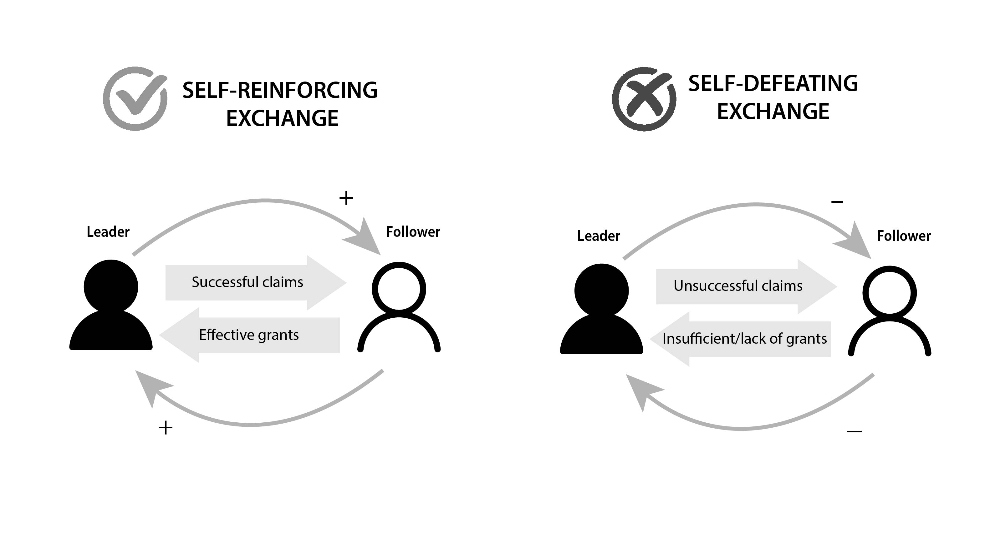 SELF-REINFORCING
EXCHANGE
+
Leader
Follower
Successful claims
Effective grants
+
SELF-DEFEATING
EXCHANGE
–
Leader
Follower
Unsuccessful claims
Insufficient/lack of grants
—